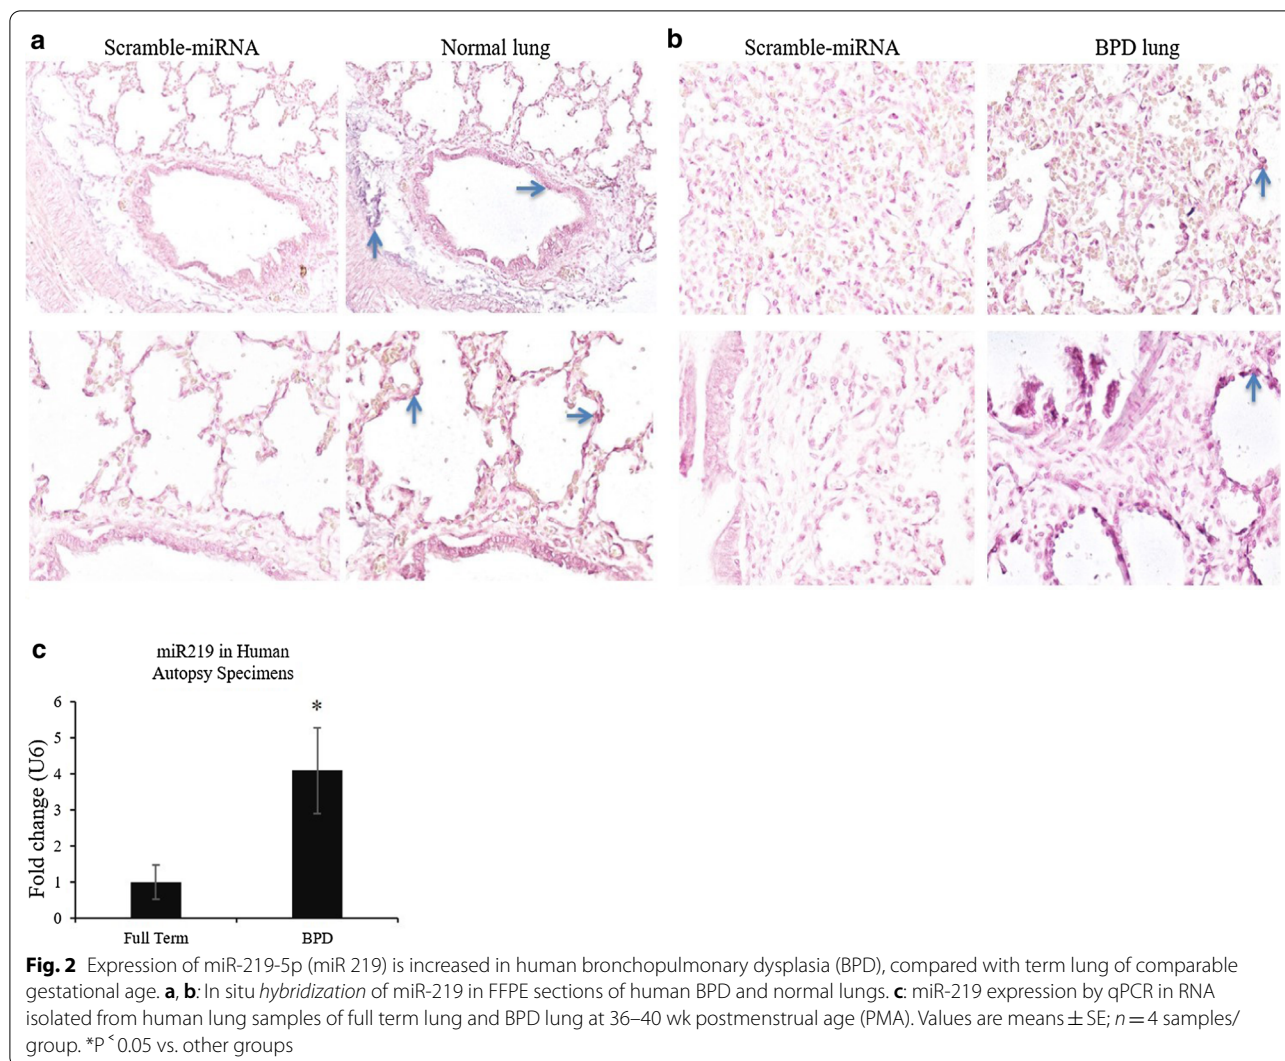 a
Scramble-miRNA
Normal lung
b
Scramble-miRNA
BPD lung
c
miR219 in Human
Autopsy Specimens
Fold change (U6)
6
5
4
3
2
1
0
*
Full Term
BPD
Fig. 2 Expression of miR-219-5p (miR 219) is increased in human bronchopulmonary dysplasia (BPD), compared with term lung of comparable
gestational age. a, b: In situ hybridization of miR-219 in FFPE sections of human BPD and normal lungs. c: miR-219 expression by qPCR in RNA
isolated from human lung samples of full term lung and BPD lung at 36–40 wk postmenstrual age (PMA). Values are means ± SE; n = 4 samples/
group. *P < 0.05 vs. other groups